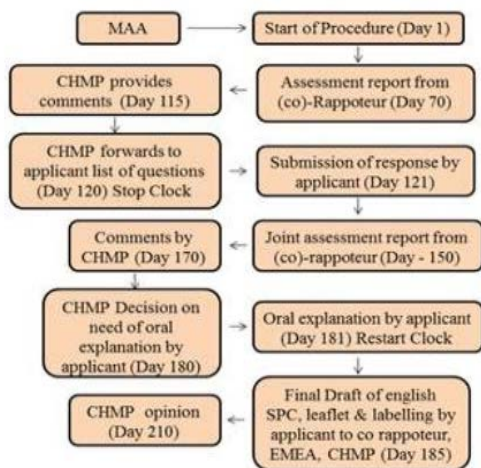 MAA
Start of Procedure (Day 1)
Assessment report from
(co)-Rappoteur (Day 70)
CHMP provides
comments (Day 115)
CHMP forwards to
applicant list of questions
(Day 120) Stop Clock
Submission of response by
applicant (Day 121)
Joint assessment report from
(co)-rappoteur (Day - 150)
Comments by
CHMP (Day 170)
CHMP Decision on
need of oral
explanation by
applicant (Day 180)
Oral explanation by applicant
(Day 181) Restart Clock
Final Draft of english
SPC, leaflet & labelling by
applicant to co rappoteur,
EMEA, CHMP (Day 185)
CHMP opinion
(Day 210)